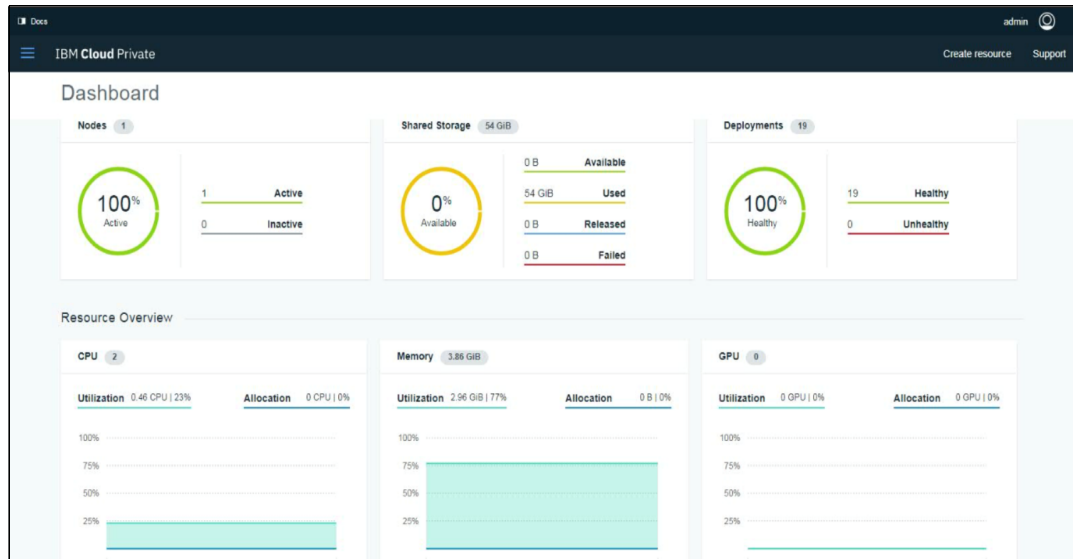 Docs
admin
IBM Cloud Private
Create resource
Support
Dashboard
Nodes 1
100%
Active
1 Active
0 Inactive
Shared Storage 54 GiB
0%
Available
0 B Available
54 GiB Used
0 B Released
0 B Failed
Deployments 19
100%
Healthy
19 Healthy
0 Unhealthy
Resource Overview
CPU 2
Utilization 0.46 CPU | 23%
Allocation 0 CPU | 0%
100%
75%
50%
25%
Memory 3.86 GiB
Utilization 2.96 GiB | 77%
Allocation 0 B | 0%
100%
75%
50%
25%
GPU 0
Utilization 0 GPU | 0%
Allocation 0 GPU | 0%
100%
75%
50%
25%